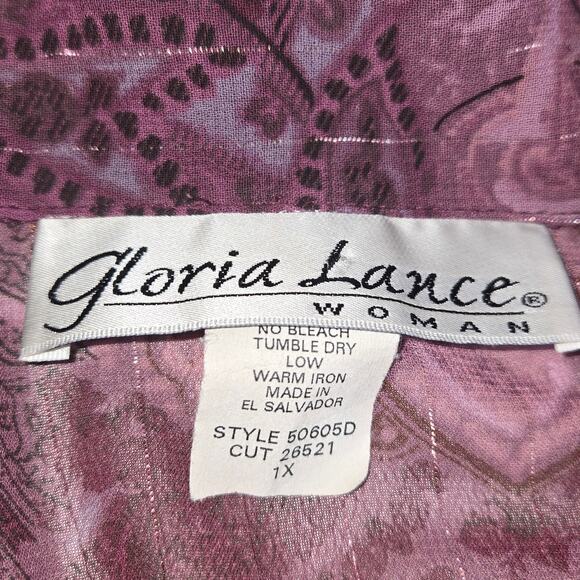 Gloria Lance®
WOMAN
NO BLEACH
TUMBLE DRY
LOW
WARM IRON
MADE IN
EL SALVADOR
STYLE 50605D
CUT 26521
1X